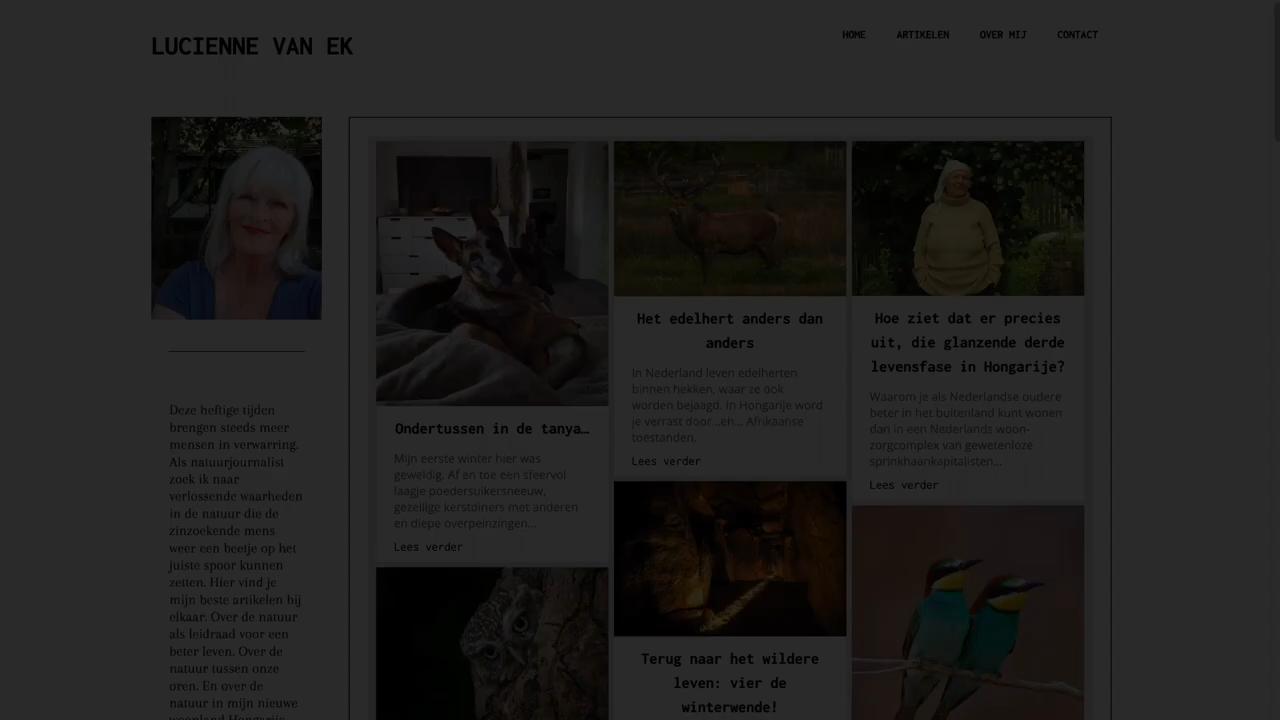 LUCIENNE VAN EK
HOME
ARTIKELEN
OVER MIJ
CONTACT
Deze heftige tijden
brengen steeds meer
mensen in verwarring.
Als natuurjournalist
zoek ik naar
verlossende waarheden
in de natuur die de
zinzoekende mens
weer een beetje op het
juiste spoor kunnen
zetten. Hier vind je
mijn beste artikelen bij
elkaar. Over de natuur
als leidraad voor een
beter leven. Over de
natuur tussen onze
oren. En over de
natuur in mijn nieuwe
woonland Hongarije
Ondertussen in de tanya…
Mijn eerste winter hier was
geweldig. Af en toe een sfeervol
laagje poedersuikersneeuw,
gezellige kerstdiners met anderen
en diepe overpeinzingen...
Lees verder
Het edelhert anders dan
anders
In Nederland leven edelherten
binnen hekken, waar ze ook
worden bejaagd. In Hongarije word
je verrast door...eh... Afrikaanse
toestanden.
Lees verder
Terug naar het wildere
leven: vier de
winterwende!
Hoe ziet dat er precies
uit, die glanzende derde
levensfase in Hongarije?
Waarom je als Nederlandse oudere
beter in het buitenland kunt wonen
dan in een Nederlands woon-
zorgcomplex van gewetenloze
sprinkhaankapitalisten...
Lees verder